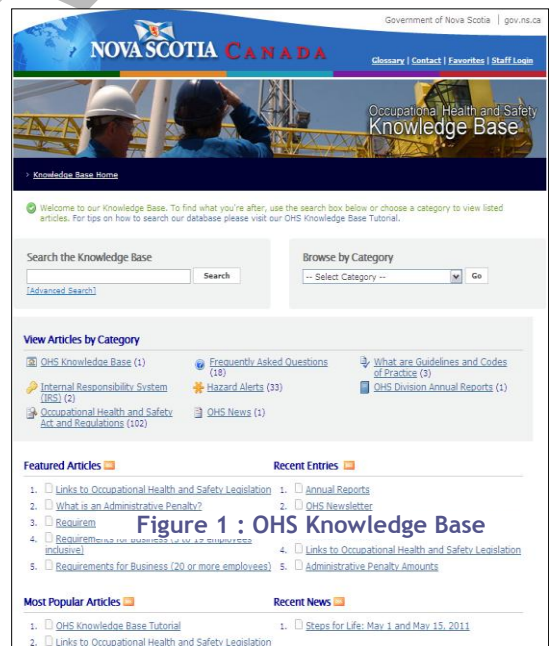 Government of Nova Scotia | gov.ns.ca
NOVA SCOTIA CANADA
Glossary | Contact | Favorites | Staff Login
Occupational Health and Safety
Knowledge Base
> Knowledge Base Home
Welcome to our Knowledge Base. To find what you're after, use the search box below or choose a category to view listed
articles. For tips on how to search our database please visit our OHS Knowledge Base Tutorial.
Search the Knowledge Base
Search
[Advanced Search]
Browse by Category
-- Select Category --
Go
View Articles by Category
OHS Knowledge Base (1)
Frequently Asked Questions
(18)
What are Guidelines and Codes
of Practice (3)
Internal Responsibility System
(IRS) (2)
Hazard Alerts (33)
OHS Division Annual Reports (1)
Occupational Health and Safety
Act and Regulations (102)
OHS News (1)
Featured Articles
1. Links to Occupational Health and Safety Legislation
2. What is an Administrative Penalty?
3. Requirem
4. Requirements for Business (5 to 19 employees
inclusive)
5. Requirements for Business (20 or more employees)
Recent Entries
1. Annual Reports
2. OHS Newsletter
4. Links to Occupational Health and Safety Legislation
5. Administrative Penalty Amounts
Figure 1 : OHS Knowledge Base
Most Popular Articles
1. OHS Knowledge Base Tutorial
2. Links to Occupational Health and Safety Legislation
Recent News
1. Steps for Life: May 1 and May 15, 2011